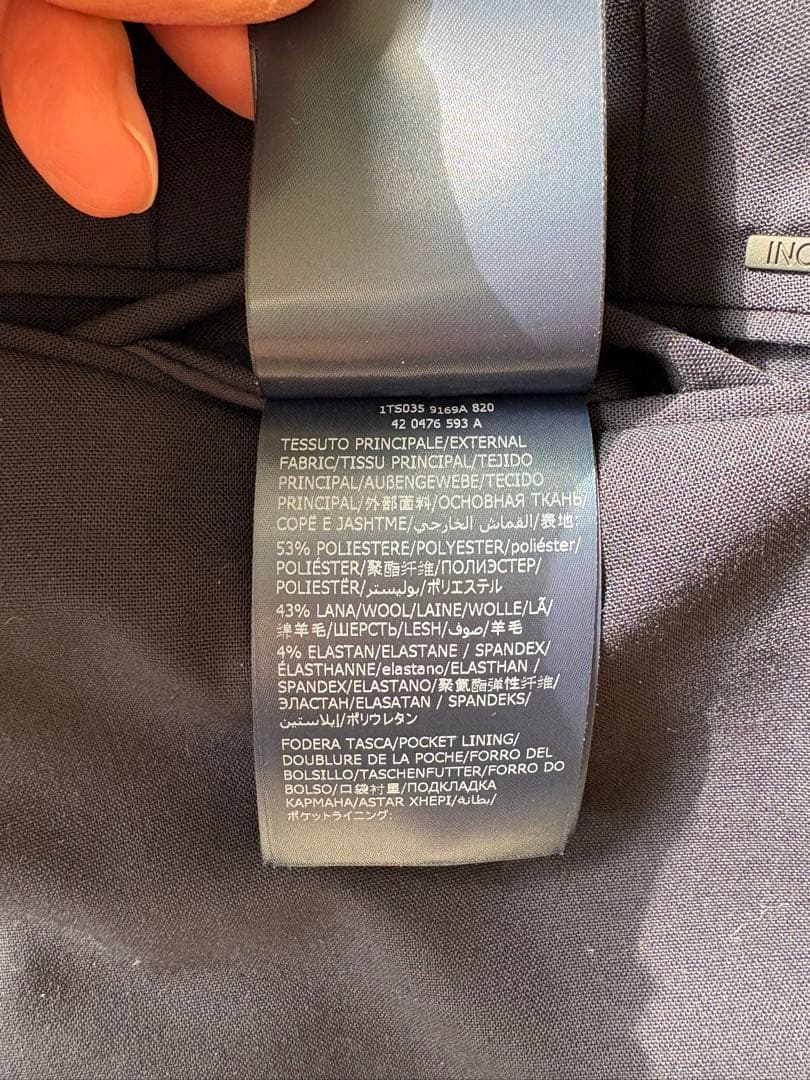 INC
1TS035 9169A 820
42 0476 593 A
TESSUTO PRINCIPALE/EXTERNAL
FABRIC/TISSU PRINCIPAL/TEJIDO
PRINCIPAL/AUßENGEWEBE/TECIDO
PRINCIPAL/外部面料/ОСНОВНАЯ ТКАНЬ/
COPË E JASHTME/القماش الخارجي/表地:
53% POLIESTERE/POLYESTER/poliéster/
POLIÉSTER/聚酯纤维/ПОЛИЭСТЕР/
POLIESTËR/بوليستر/ポリエステル
43% LANA/WOOL/LAINE/WOLLE/LÃ/
绵羊毛/ШЕРСТЬ/LESH/صوف/羊毛
4% ELASTAN/ELASTANE / SPANDEX/
ÉLASTHANNE/elastano/ELASTHAN /
SPANDEX/ELASTANO/聚氨酯弹性纤维/
ЭЛАСТАН/ELASATAN / SPANDEKS/
إيلاستين/ポリウレタン
FODERA TASCA/POCKET LINING/
DOUBLURE DE LA POCHE/FORRO DEL
BOLSILLO/TASCHENFUTTER/FORRO DO
BOLSO/口袋衬里/ПОДКЛАДКА
КАРМАНА/ASTAR XHEPI/بطانة/
ポケットライニング: